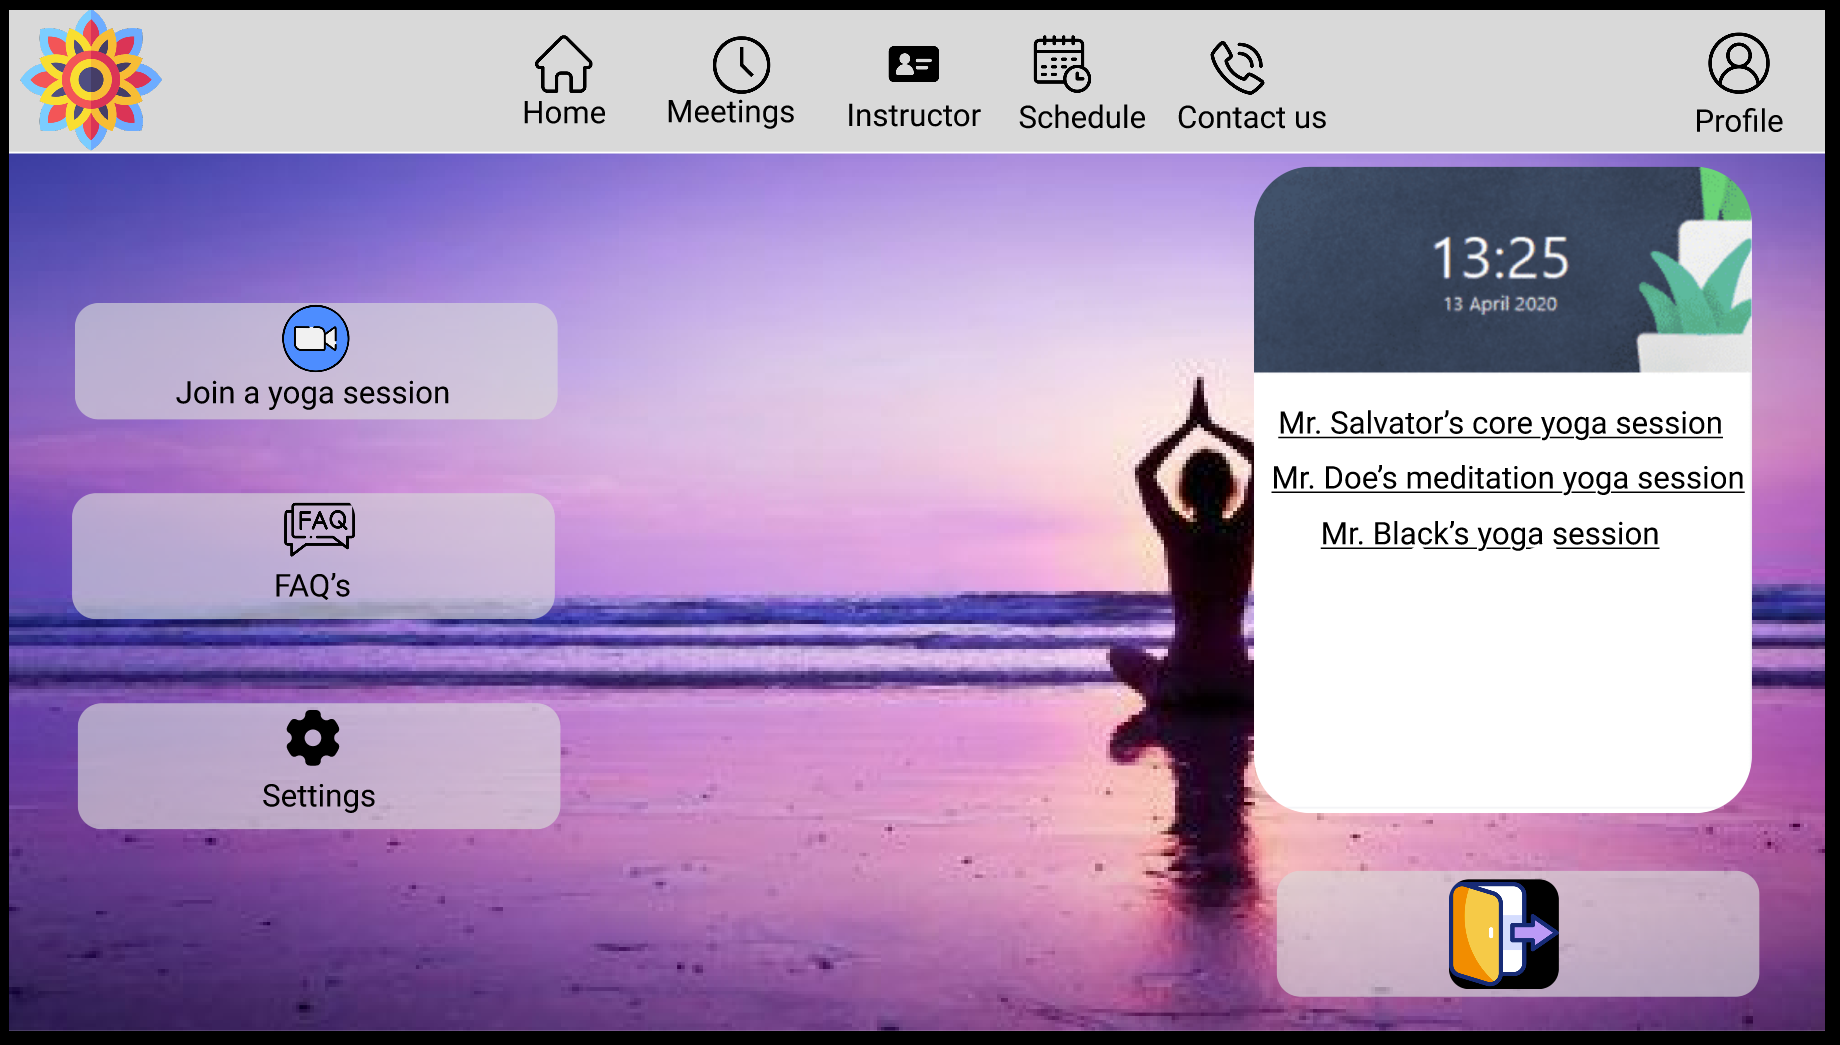 Home
Meetings
Instructor
Schedule
Contact us
Profile
13:25
13 April 2020
Join a yoga session
Mr. Salvator’s core yoga session
Mr. Doe’s meditation yoga session
Mr. Black’s yoga session
FAQ
FAQ’s
Settings